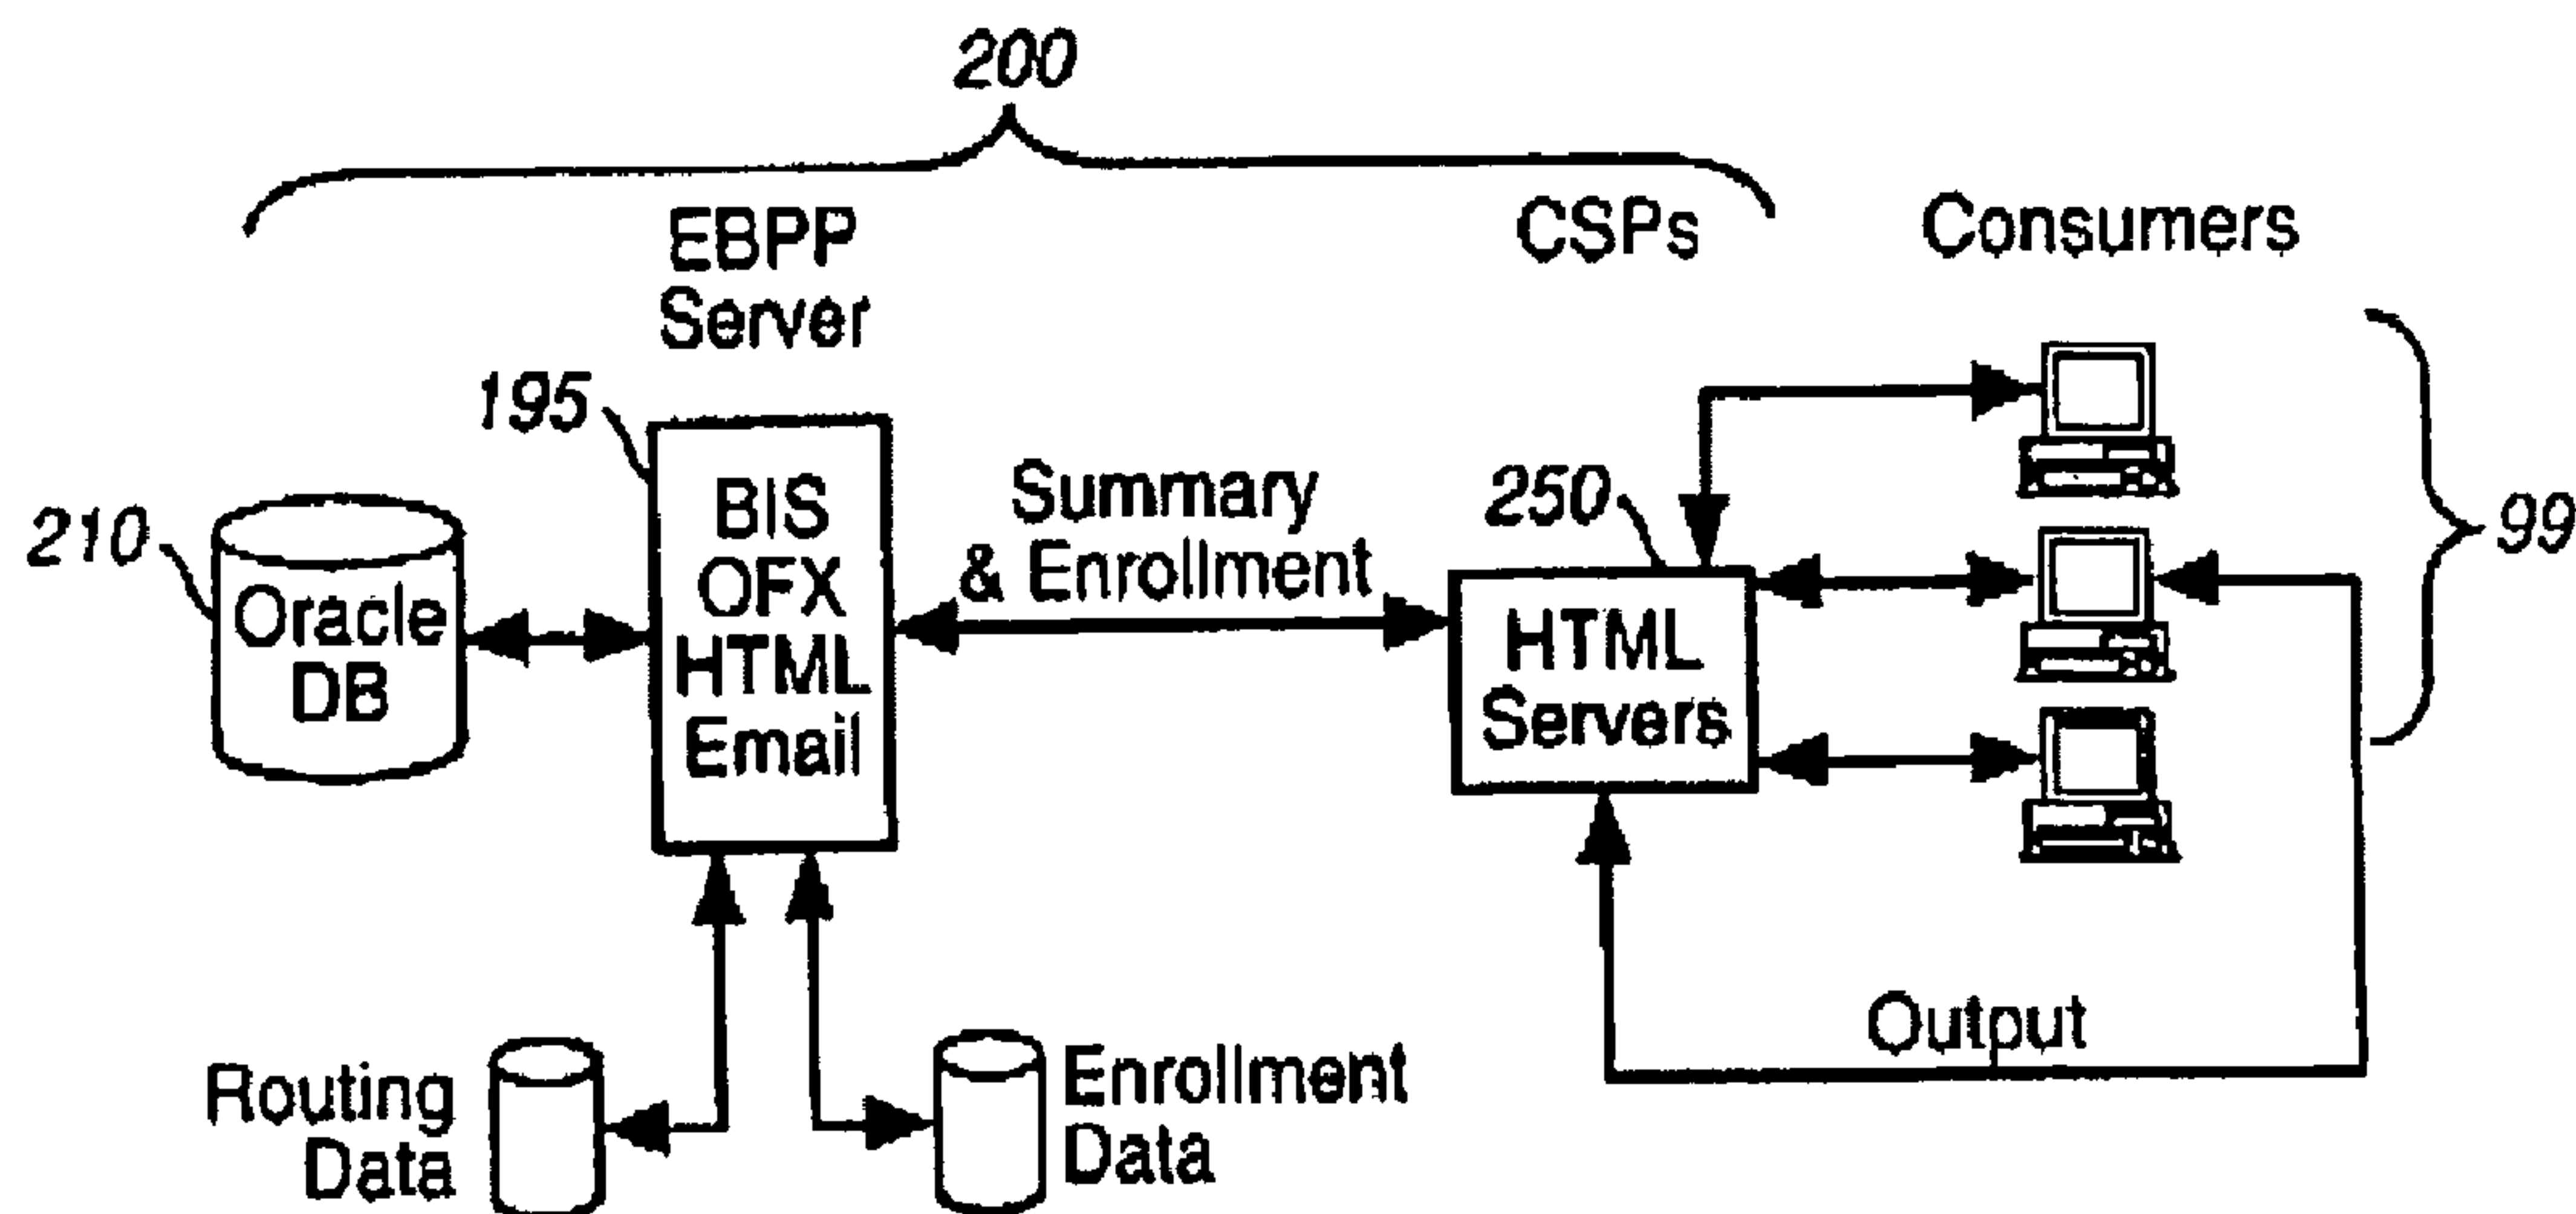 200
EBPP
Server
CSPs
Consumers
195
210
Oracle
DB
BIS
OFX
HTML
Email
Summary
& Enrollment
250
HTML
Servers
99
Output
Routing
Data
Enrollment
Data